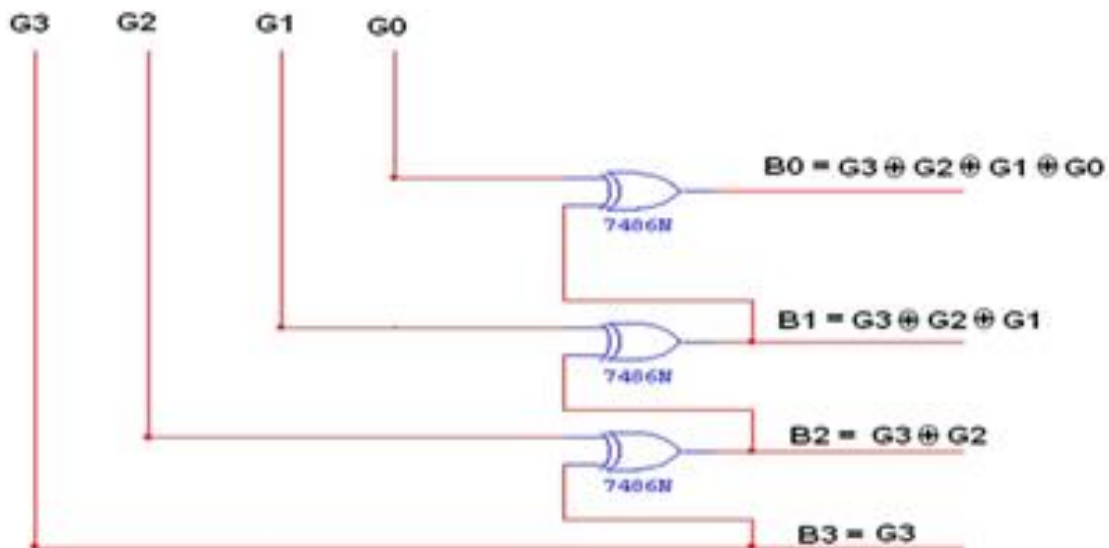 G3 G2 G1 G0
B0 = G3 ⊕ G2 ⊕ G1 ⊕ G0
7486N
B1 = G3 ⊕ G2 ⊕ G1
7486N
B2 = G3 ⊕ G2
7486N
B3 = G3